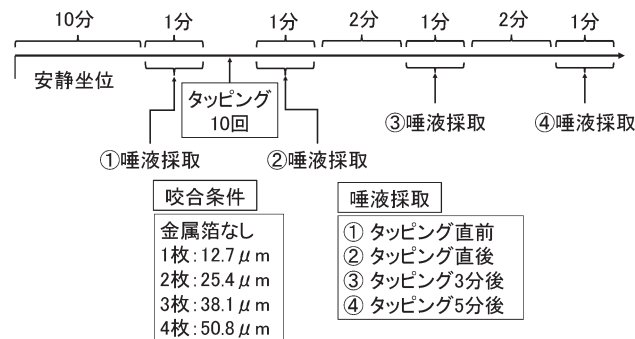 10分 1分 1分 2分 1分 2分 1分
安静坐位
タッピング
10回
①唾液採取 ②唾液採取 ③唾液採取 ④唾液採取
咬合条件
金属箔なし
1枚:12.7μm
2枚:25.4μm
3枚:38.1μm
4枚:50.8μm
唾液採取
① タッピング直前
② タッピング直後
③ タッピング3分後
④ タッピング5分後